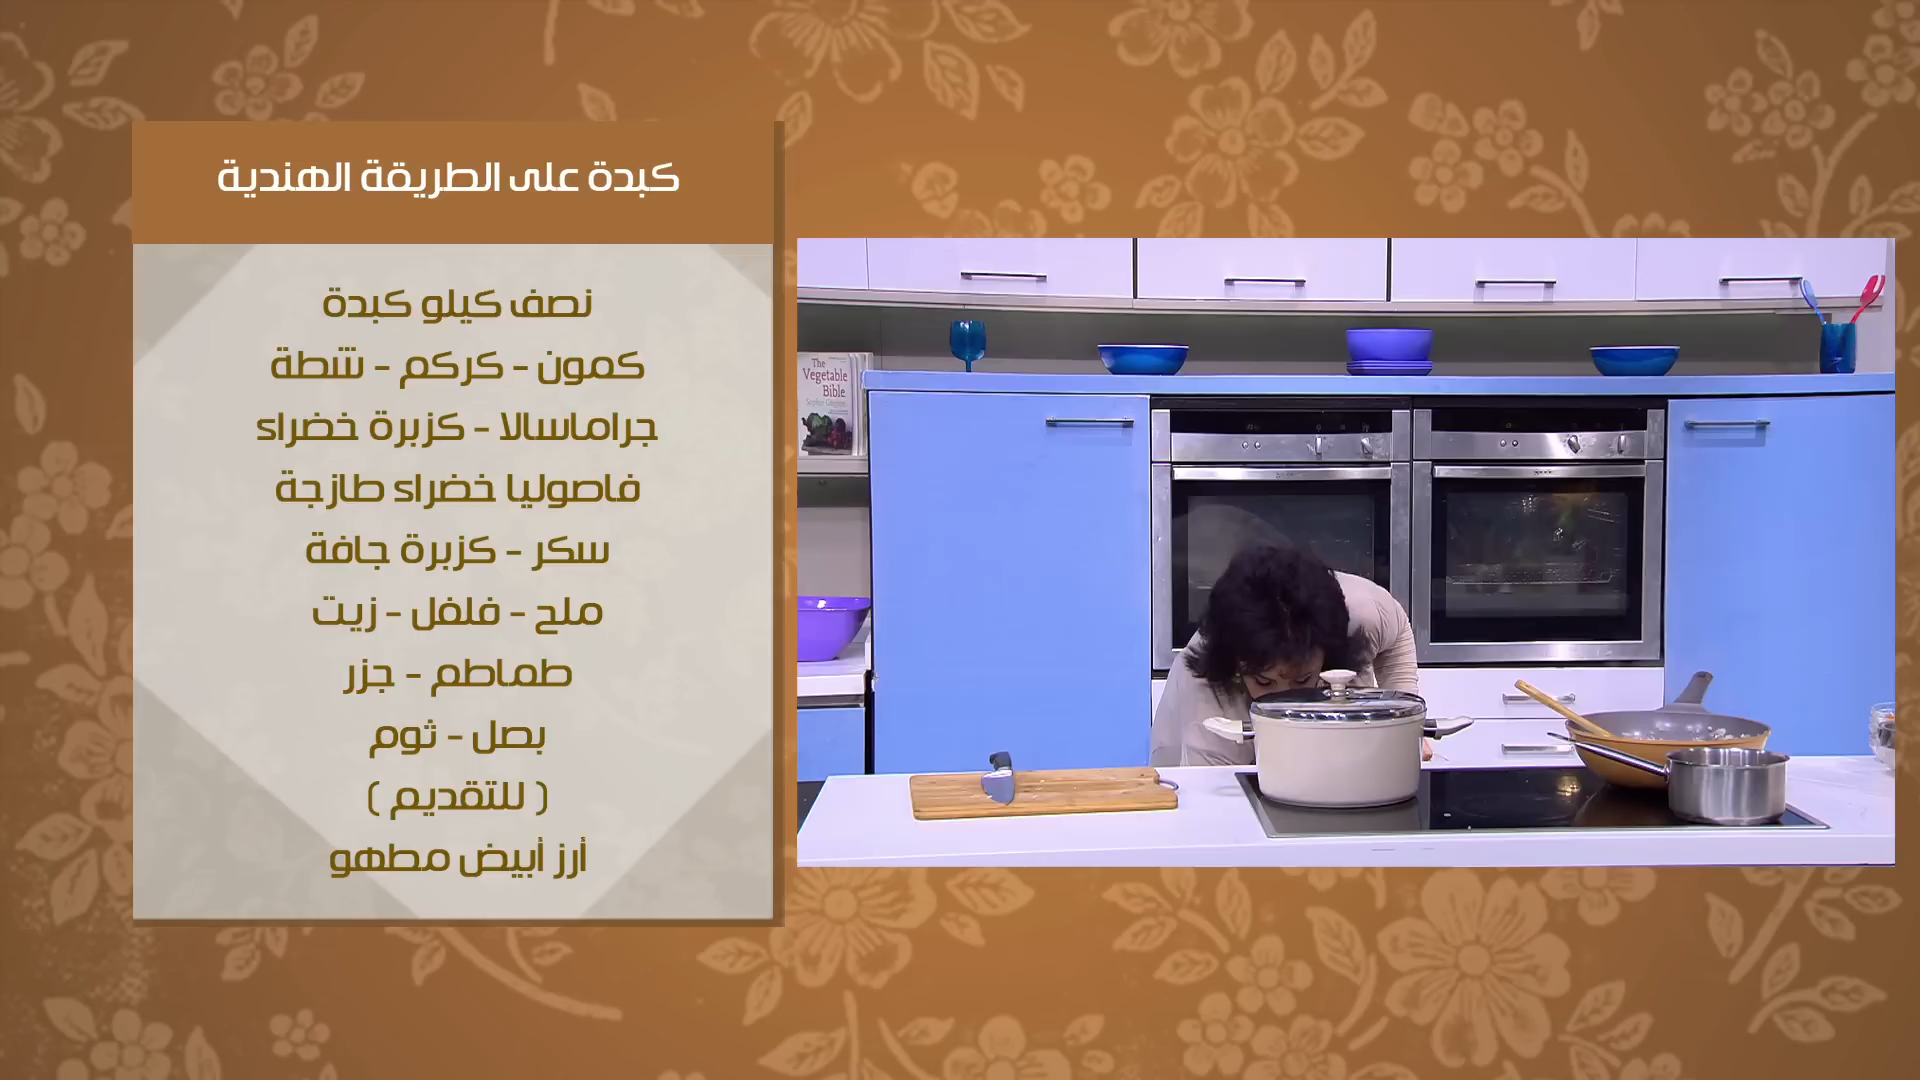 كبدة على الطريقة الهندية
نصف كيلو كبدة
كمون - كركم - شطة
جراماسالا - كزبرة خضراء
فاصوليا خضراء طازجة
سكر - كزبرة جافة
ملح - فلفل - زيت
طماطم - جزر
بصل - ثوم
( للتقديم )
أرز أبيض مطهو
The
Vegetable
Bible